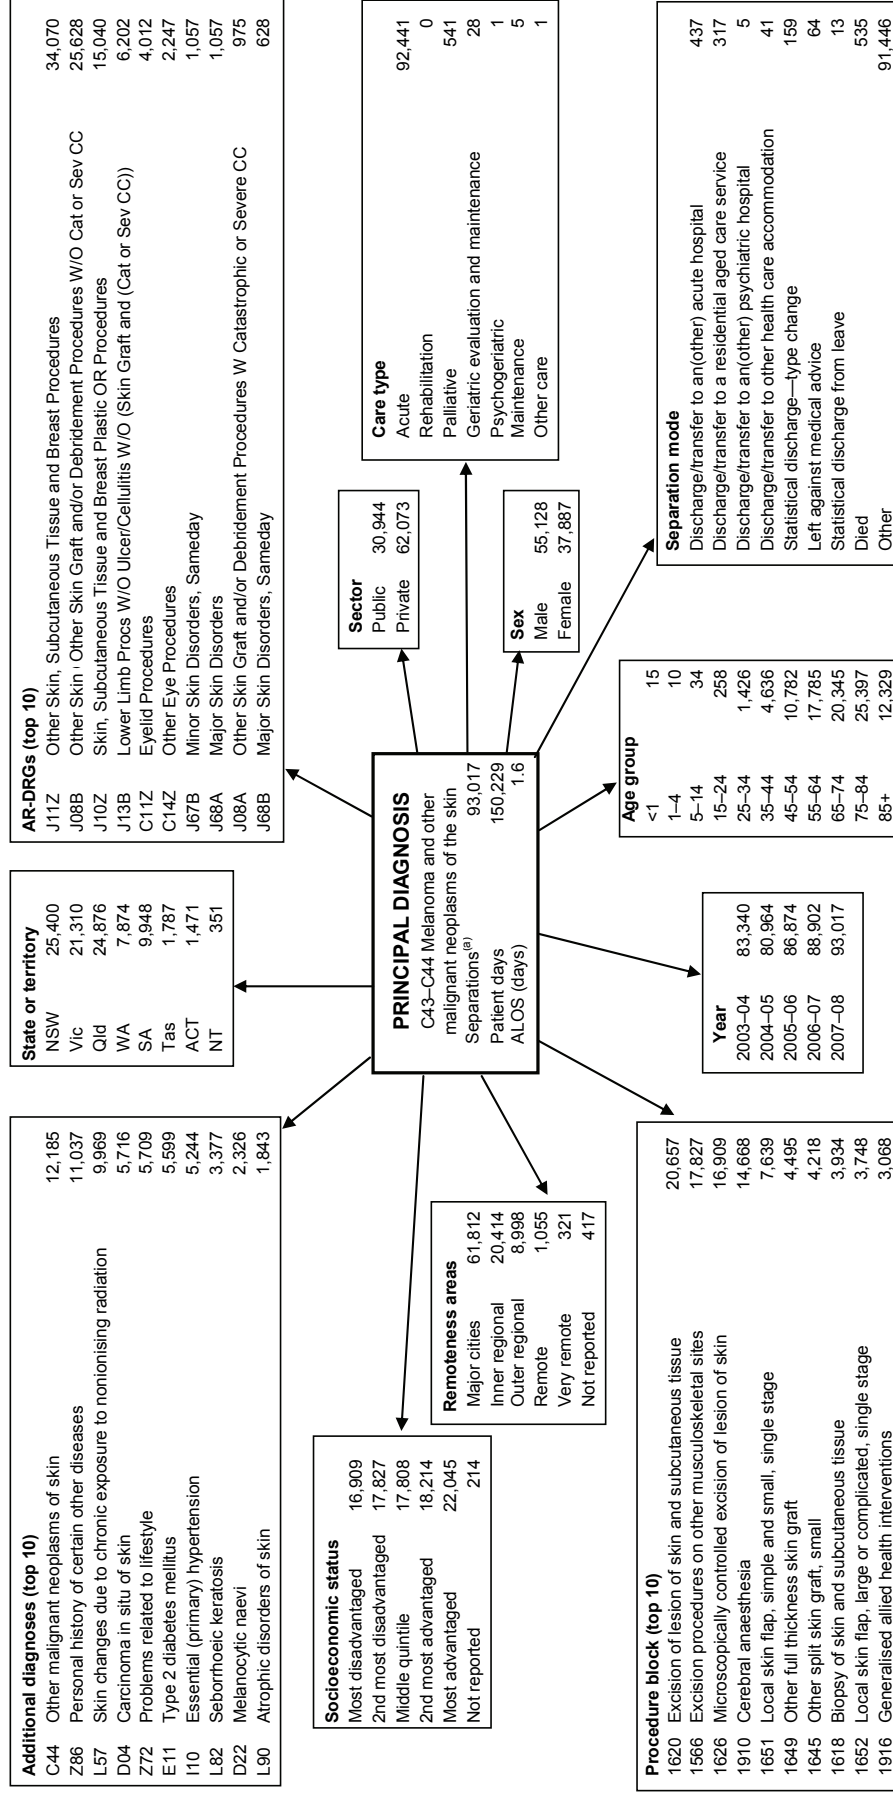 Additional diagnoses (top 10)
C44 Other malignant neoplasms of skin 12,185
Z86 Personal history of certain other diseases 11,037
L57 Skin changes due to chronic exposure to nonionising radiation 9,969
D04 Carcinoma in situ of skin 5,716
Z72 Problems related to lifestyle 5,709
E11 Type 2 diabetes mellitus 5,599
I10 Essential (primary) hypertension 5,244
L82 Seborrhoeic keratosis 3,377
D22 Melanocytic naevi 2,326
L90 Atrophic disorders of skin 1,843
State or territory
NSW 25,400
Vic 21,310
Qld 24,876
WA 7,874
SA 9,948
Tas 1,787
ACT 1,471
NT 351
AR-DRGs (top 10)
J11Z Other Skin, Subcutaneous Tissue and Breast Procedures 34,070
J08B Other Skin Other Skin Graft and/or Debridement Procedures W/O Cat or Sev CC 25,628
J10Z Skin, Subcutaneous Tissue and Breast Plastic OR Procedures 15,040
J13B Lower Limb Procs W/O Ulcer/Cellulitis W/O (Skin Graft and (Cat or Sev CC)) 6,202
C11Z Eyelid Procedures 4,012
C14Z Other Eye Procedures 2,247
J67B Minor Skin Disorders, Sameday 1,057
J68A Major Skin Disorders 1,057
J08A Other Skin Graft and/or Debridement Procedures W Catastrophic or Severe CC 975
J68B Major Skin Disorders, Sameday 628
Socioeconomic status
Most disadvantaged 16,909
2nd most disadvantaged 17,827
Middle quintile 17,808
2nd most advantaged 18,214
Most advantaged 22,045
Not reported 214
Remoteness areas
Major cities 61,812
Inner regional 20,414
Outer regional 8,998
Remote 1,055
Very remote 321
Not reported 417
PRINCIPAL DIAGNOSIS
C43–C44 Melanoma and other
malignant neoplasms of the skin
Separations(a) 93,017
Patient days 150,229
ALOS (days) 1.6
Sector
Public 30,944
Private 62,073
Sex
Male 55,128
Female 37,887
Care type
Acute 92,441
Rehabilitation 0
Palliative 541
Geriatric evaluation and maintenance 28
Psychogeriatric 1
Maintenance 5
Other care 1
Procedure block (top 10)
1620 Excision of lesion of skin and subcutaneous tissue 20,657
1566 Excision procedures on other musculoskeletal sites 17,827
1626 Microscopically controlled excision of lesion of skin 16,909
1910 Cerebral anaesthesia 14,668
1651 Local skin flap, simple and small, single stage 7,639
1649 Other full thickness skin graft 4,495
1645 Other split skin graft, small 4,218
1618 Biopsy of skin and subcutaneous tissue 3,934
1652 Local skin flap, large or complicated, single stage 3,748
1916 Generalised allied health interventions 3,068
Year
2003–04 83,340
2004–05 80,964
2005–06 86,874
2006–07 88,902
2007–08 93,017
Age group
<1 15
1–4 10
5–14 34
15–24 258
25–34 1,426
35–44 4,636
45–54 10,782
55–64 17,785
65–74 20,345
75–84 25,397
85+ 12,329
Separation mode
Discharge/transfer to an(other) acute hospital 437
Discharge/transfer to a residential aged care service 317
Discharge/transfer to an(other) psychiatric hospital 5
Discharge/transfer to other health care accommodation 41
Statistical discharge—type change 159
Left against medical advice 64
Statistical discharge from leave 13
Died 535
Other 91,446